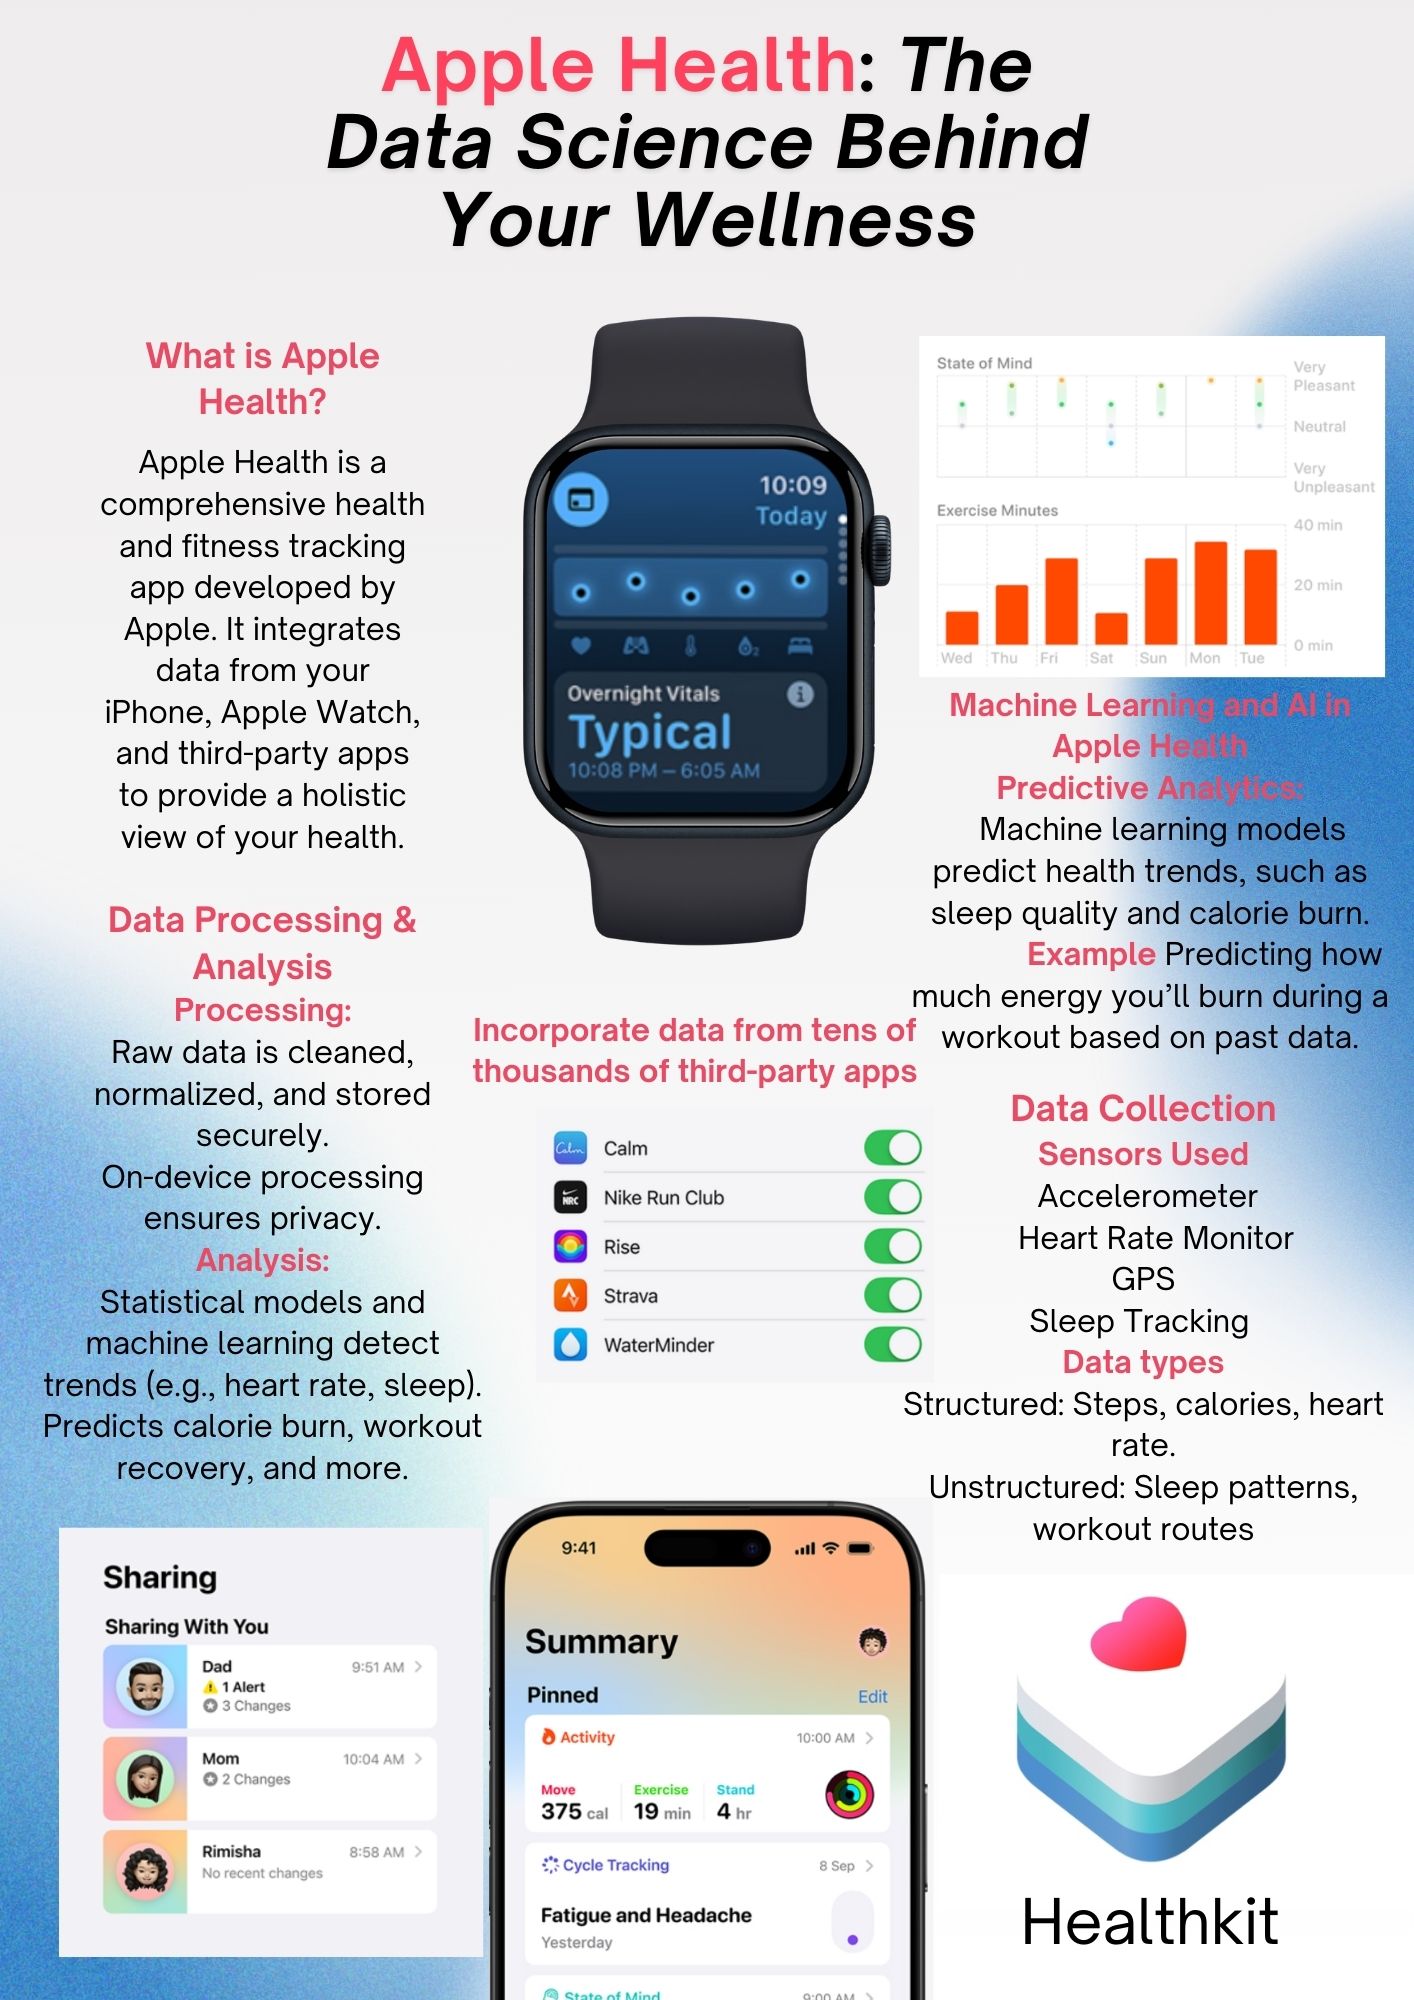 Apple Health: The
Data Science Behind
Your Wellness
What is Apple
Health?
Apple Health is a
comprehensive health
and fitness tracking
app developed by
Apple. It integrates
data from your
iPhone, Apple Watch,
and third-party apps
to provide a holistic
view of your health.
Data Processing &
Analysis
Processing:
Raw data is cleaned,
normalized, and stored
securely.
On-device processing
ensures privacy.
Analysis:
Statistical models and
machine learning detect
trends (e.g., heart rate, sleep).
Predicts calorie burn, workout
recovery, and more.
Sharing
Sharing With You
Dad 9:51 AM
1 Alert
3 Changes
Mom 10:04 AM
2 Changes
Rimisha 8:58 AM
No recent changes
10:09
Today
Overnight Vitals
Typical
10:08 PM – 6:05 AM
Incorporate data from tens of
thousands of third-party apps
Calm Calm
NRC Nike Run Club
Rise
Strava
WaterMinder
9:41
Summary
Pinned Edit
Activity 10:00 AM
Move Exercise Stand
375 cal 19 min 4 hr
Cycle Tracking 8 Sep
Fatigue and Headache
Yesterday
State of Mind 9:00 AM
State of Mind
Very
Pleasant
Neutral
Very
Unpleasant
Exercise Minutes
40 min
20 min
0 min
Wed Thu Fri Sat Sun Mon Tue
Machine Learning and AI in
Apple Health
Predictive Analytics:
Machine learning models
predict health trends, such as
sleep quality and calorie burn.
Example Predicting how
much energy you’ll burn during a
workout based on past data.
Data Collection
Sensors Used
Accelerometer
Heart Rate Monitor
GPS
Sleep Tracking
Data types
Structured: Steps, calories, heart
rate.
Unstructured: Sleep patterns,
workout routes
Healthkit